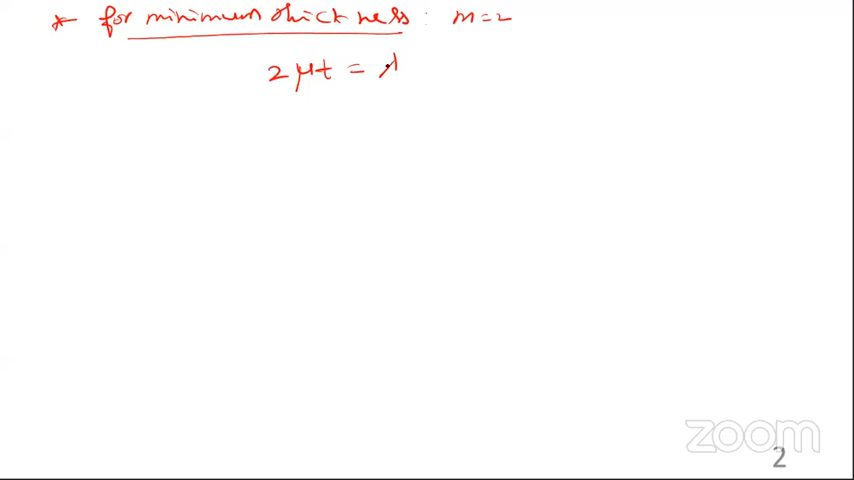 * for minimum thickness : m=2
2μt = λ
zoom
2